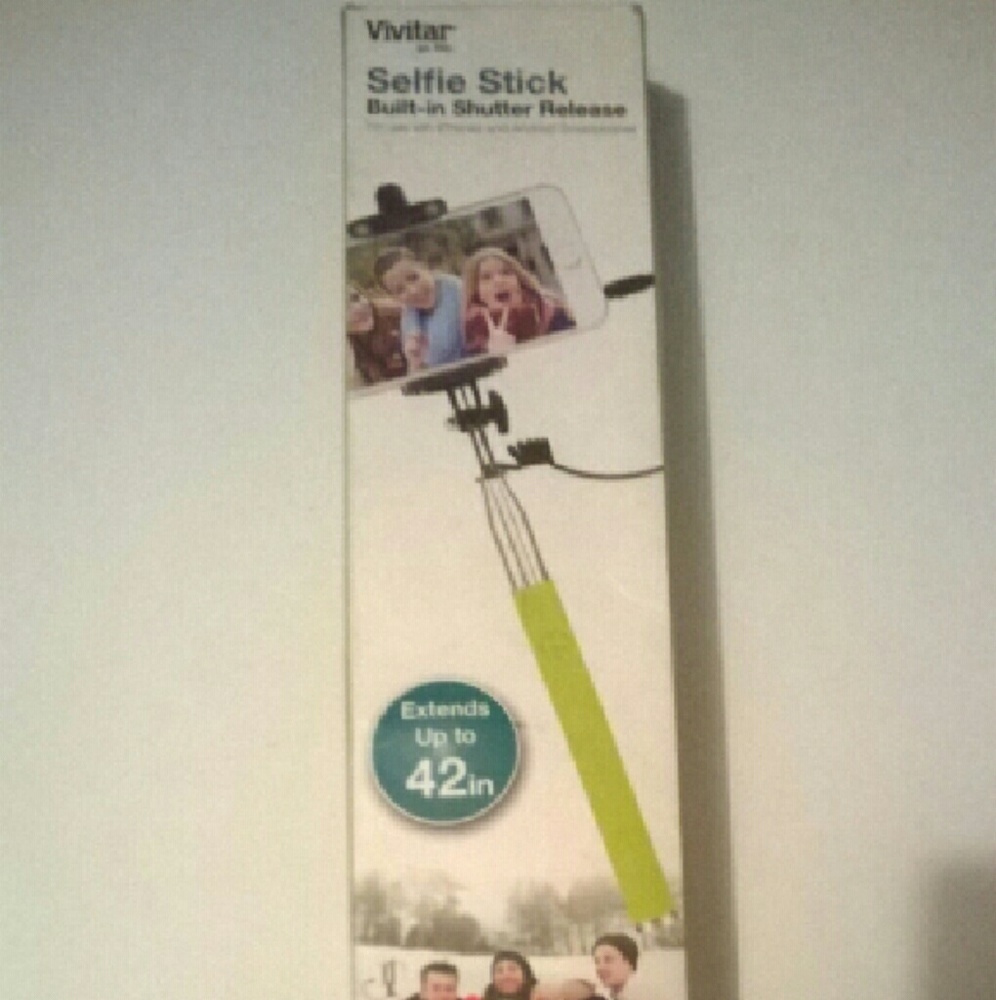 Vivitar
Selfie Stick
Built-in Shutter Release
Extends
Up to
42in